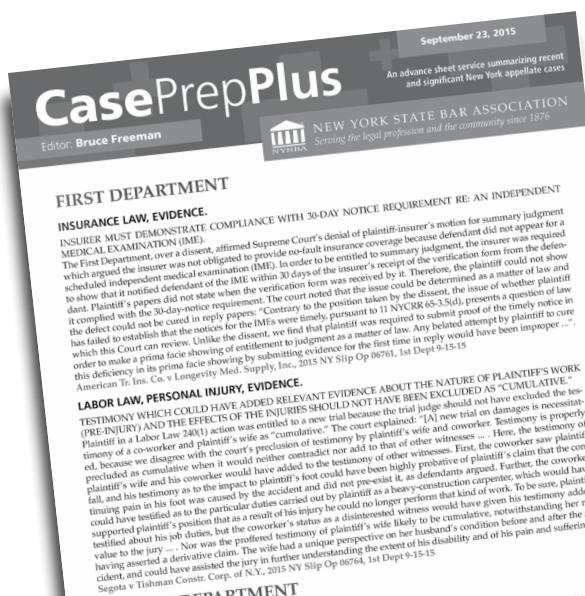 September 23, 2015
CasePrepPlus
An advance sheet service summarizing recent
and significant New York appellate cases
Editor: Bruce Freeman
NYSBA
NEW YORK STATE BAR ASSOCIATION
Serving the legal profession and the community since 1876
FIRST DEPARTMENT
INSURANCE LAW, EVIDENCE.
INSURER MUST DEMONSTRATE COMPLIANCE WITH 30-DAY NOTICE REQUIREMENT RE: AN INDEPENDENT
MEDICAL EXAMINATION (IME).
The First Department, over a dissent, affirmed Supreme Court's denial of plaintiff-insurer's motion for summary judgment
which argued the insurer was not obligated to provide no-fault insurance coverage because defendant did not appear for a
scheduled independent medical examination (IME). In order to be entitled to summary judgment, the insurer was required
to show that it notified defendant of the IME within 30 days of the insurer's receipt of the verification form from the defen-
dant. Plaintiff's papers did not state when the verification form was received by it. Therefore, the plaintiff could not show
it complied with the 30-day-notice requirement. The court noted that the issue could be determined as a matter of law and
the defect could not be cured in reply papers: "Contrary to the position taken by the dissent, the issue of whether plaintiff
has failed to establish that the notices for the IMEs were timely, pursuant to 11 NYCRR 65-3.5(d), presents a question of law
which this Court can review. Unlike the dissent, we find that plaintiff was required to submit proof of the timely notice in
order to make a prima facie showing of entitlement to judgment as a matter of law. Any belated attempt by plaintiff to cure
this deficiency in its prima facie showing by submitting evidence for the first time in reply would have been improper ...".
American Tr. Ins. Co. v Longevity Med. Supply, Inc., 2015 NY Slip Op 06761, 1st Dept 9-15-15
LABOR LAW, PERSONAL INJURY, EVIDENCE.
TESTIMONY WHICH COULD HAVE ADDED RELEVANT EVIDENCE ABOUT THE NATURE OF PLAINTIFF'S WORK
(PRE-INJURY) AND THE EFFECTS OF THE INJURIES SHOULD NOT HAVE BEEN EXCLUDED AS "CUMULATIVE."
Plaintiff in a Labor Law 240(1) action was entitled to a new trial because the trial judge should not have excluded the tes-
timony of a co-worker and plaintiff's wife as "cumulative." The court explained: "[A] new trial on damages is necessitat-
ed, because we disagree with the court's preclusion of testimony by plaintiff's wife and coworker. Testimony is properly
precluded as cumulative when it would neither contradict nor add to that of other witnesses ... . Here, the testimony of
plaintiff's wife and his coworker would have added to the testimony of other witnesses. First, the coworker saw plaintiff
fall, and his testimony as to the impact to plaintiff's foot could have been highly probative of plaintiff's claim that the con
tinuing pain in his foot was caused by the accident and did not pre-exist it, as defendants argued. Further, the coworke
could have testified as to the particular duties carried out by plaintiff as a heavy-construction carpenter, which would hav
supported plaintiff's position that as a result of his injury he could no longer perform that kind of work. To be sure, plainti
testified about his job duties, but the coworker's status as a disinterested witness would have given his testimony adde
value to the jury ... . Nor was the proffered testimony of plaintiff's wife likely to be cumulative, notwithstanding her
having asserted a derivative claim. The wife had a unique perspective on her husband's condition before and after the
cident, and could have assisted the jury in further understanding the extent of his disability and of his pain and sufferin
Segota v Tishman Constr. Corp. of N.Y., 2015 NY Slip Op 06764, 1st Dept 9-15-15